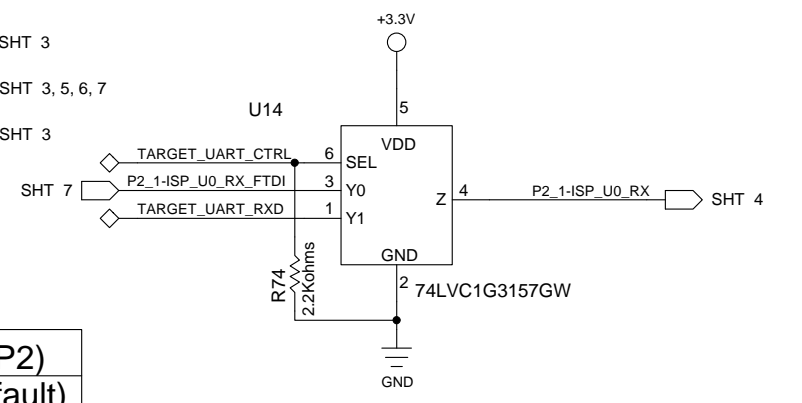 +3.3V
SHT 3
SHT 3, 5, 6, 7
U14
5
SHT 3
VDD
TARGET_UART_CTRL 6 SEL
SHT 7 P2_1-ISP_U0_RX_FTDI 3 Y0
Z 4 P2_1-ISP_U0_RX SHT 4
TARGET_UART_RXD 1 Y1
GND
R74
2.2Kohms
2 74LVC1G3157GW
P2)
GND
fault)